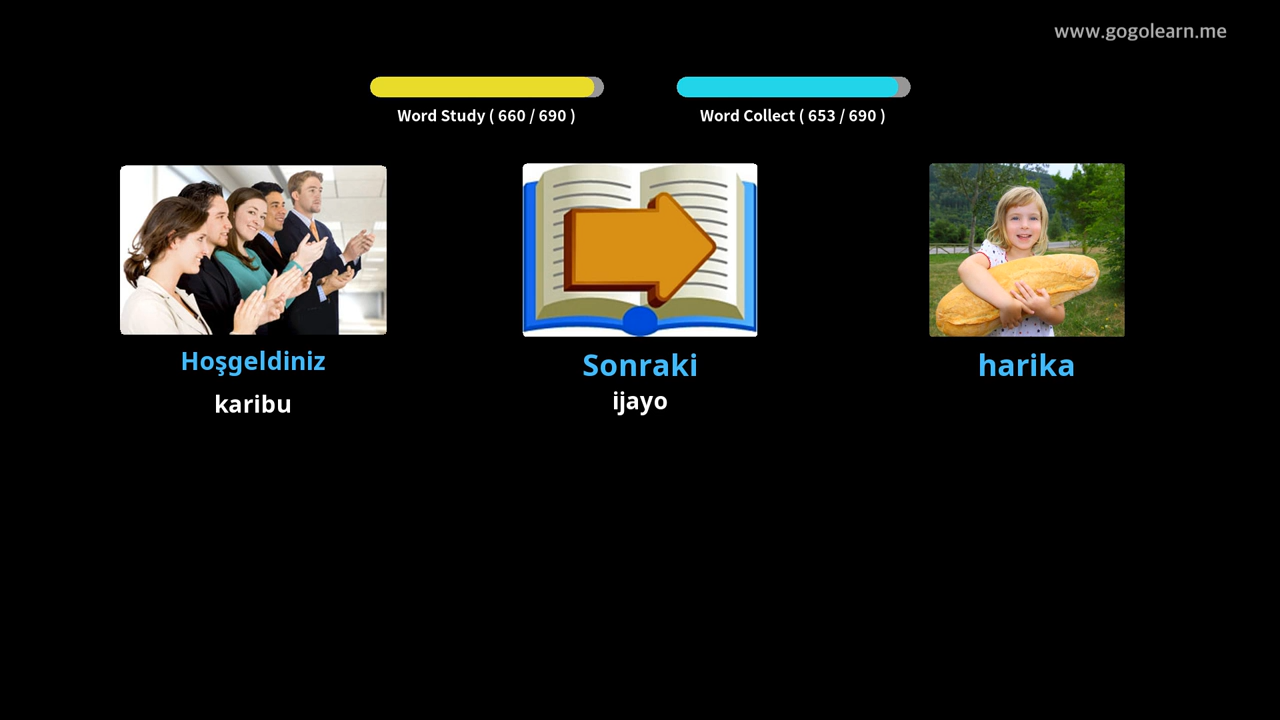 www.gogolearn.me
Word Study ( 660 / 690 )
Word Collect ( 653 / 690 )
Hoşgeldiniz
karibu
Sonraki
ijayo
harika